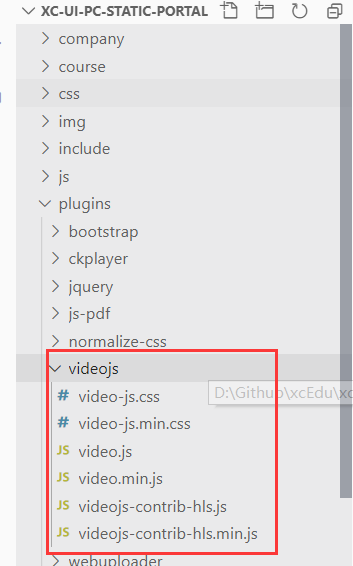 XC-UI-PC-STATIC-PORTAL
company
course
css
img
include
js
plugins
bootstrap
ckplayer
jquery
js-pdf
normalize-css
videojs
# video-js.css
D:\Github\xcEdu\xc
# video-js.min.css
JS video.js
JS video.min.js
JS videojs-contrib-hls.js
JS videojs-contrib-hls.min.js
webuploader